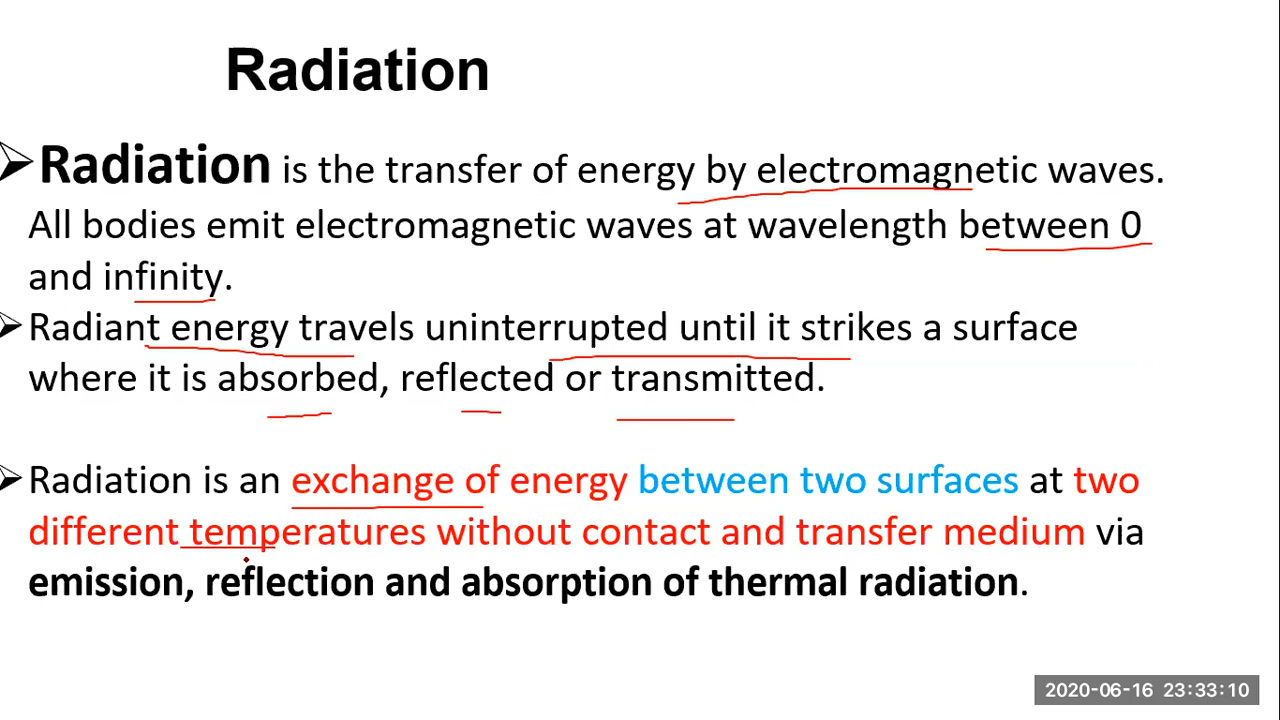 Radiation
➢Radiation is the transfer of energy by electromagnetic waves.
All bodies emit electromagnetic waves at wavelength between 0
and infinity.
➢Radiant energy travels uninterrupted until it strikes a surface
where it is absorbed, reflected or transmitted.
➢Radiation is an exchange of energy between two surfaces at two
different temperatures without contact and transfer medium via
emission, reflection and absorption of thermal radiation.
2020-06-16 23:33:10